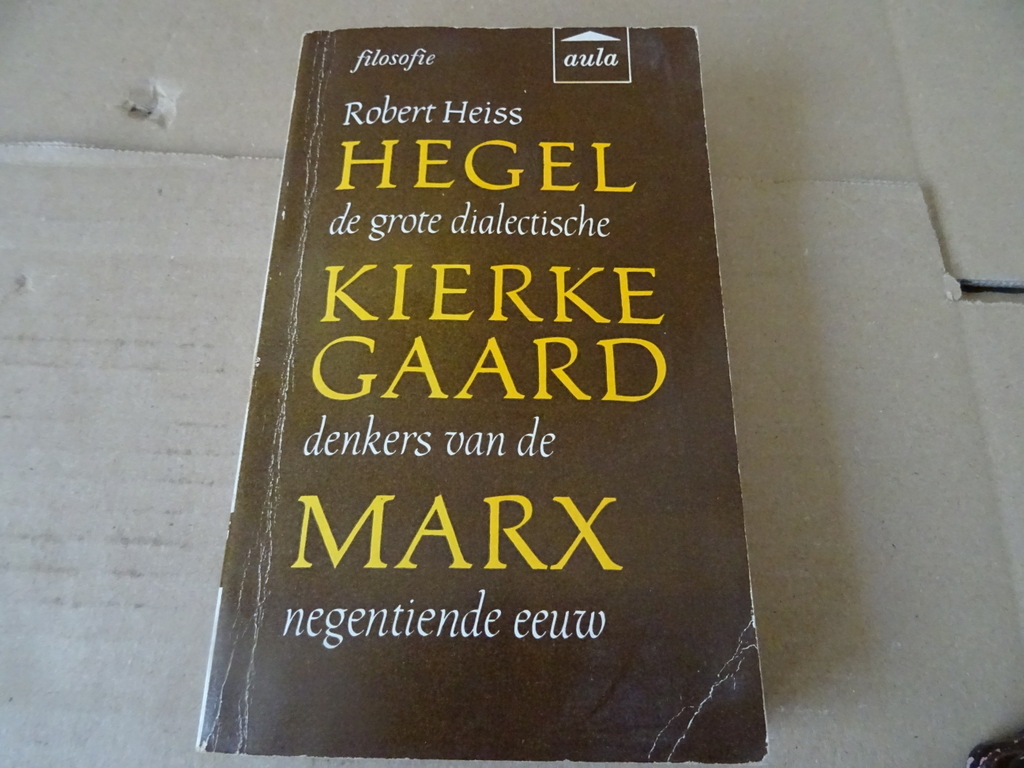 filosofie
aula
Robert Heiss
HEGEL
de grote dialectische
KIERKE
GAARD
denkers van de
MARX
negentiende eeuw